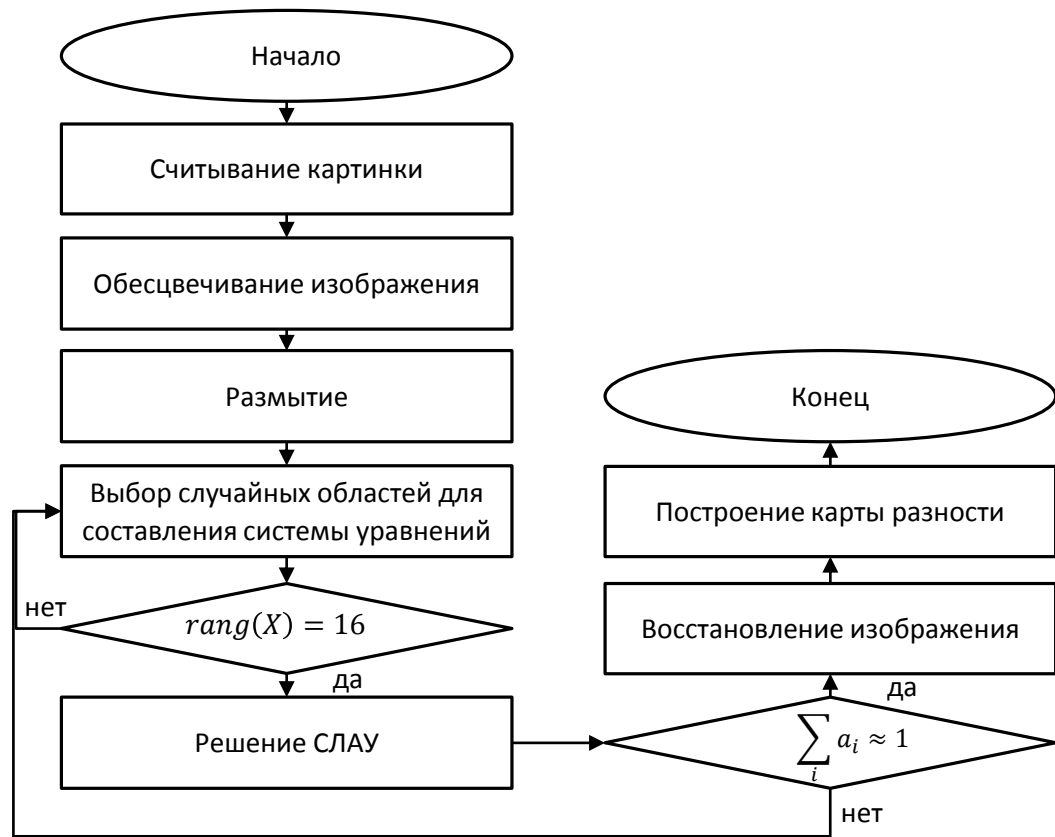 Начало
Считывание картинки
Обесцвечивание изображения
Размытие
Выбор случайных областей для
составления системы уравнений
нет
rang(X) = 16
да
Решение СЛАУ
Конец
Построение карты разности
Восстановление изображения
да
∑ a_i ≈ 1
i
нет